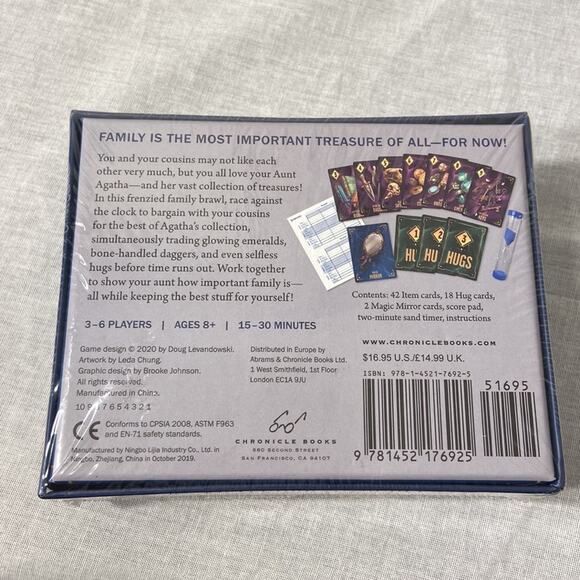 FAMILY IS THE MOST IMPORTANT TREASURE OF ALL—FOR NOW!
You and your cousins may not like each
other very much, but you all love your Aunt
Agatha—and her vast collection of treasures!
In this frenzied family brawl, race against
the clock to bargain with your cousins
for the best of Agatha's collection,
simultaneously trading glowing emeralds,
bone-handled daggers, and even selfless
hugs before time runs out. Work together
to show your aunt how important family is—
all while keeping the best stuff for yourself!
MIRROR
1
HU
2
HU
3
HUGS
Contents: 42 Item cards, 18 Hug cards,
2 Magic Mirror cards, score pad,
two-minute sand timer, instructions
3–6 PLAYERS | AGES 8+ | 15–30 MINUTES
Game design © 2020 by Doug Levandowski.
Artwork by Leda Chung.
Graphic design by Brooke Johnson.
All rights reserved.
Manufactured in China.
10 9 8 7 6 5 4 3 2 1
CE Conforms to CPSIA 2008, ASTM F963
and EN-71 safety standards.
Manufactured by Ningbo Lijia Industry Co., Ltd. in
Ningbo, Zhejiang, China in October 2019.
Distributed in Europe by
Abrams & Chronicle Books Ltd.
1 West Smithfield, 1st Floor
London EC1A 9JU
CHRONICLE BOOKS
680 SECOND STREET
SAN FRANCISCO, CA 94107
WWW.CHRONICLEBOOKS.COM
$16.95 U.S./£14.99 U.K.
ISBN: 978-1-4521-7692-5
51695
9 781452 176925